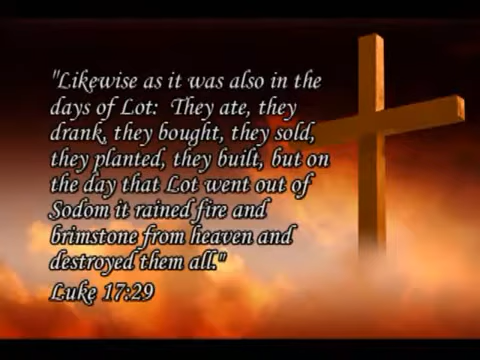 "Likewise as it was also in the
days of Lot: They ate, they
drank, they bought, they sold,
they planted, they built, but on
the day that Lot went out of
Sodom it rained fire and
brimstone from heaven and
destroyed them all."
Luke 17:29